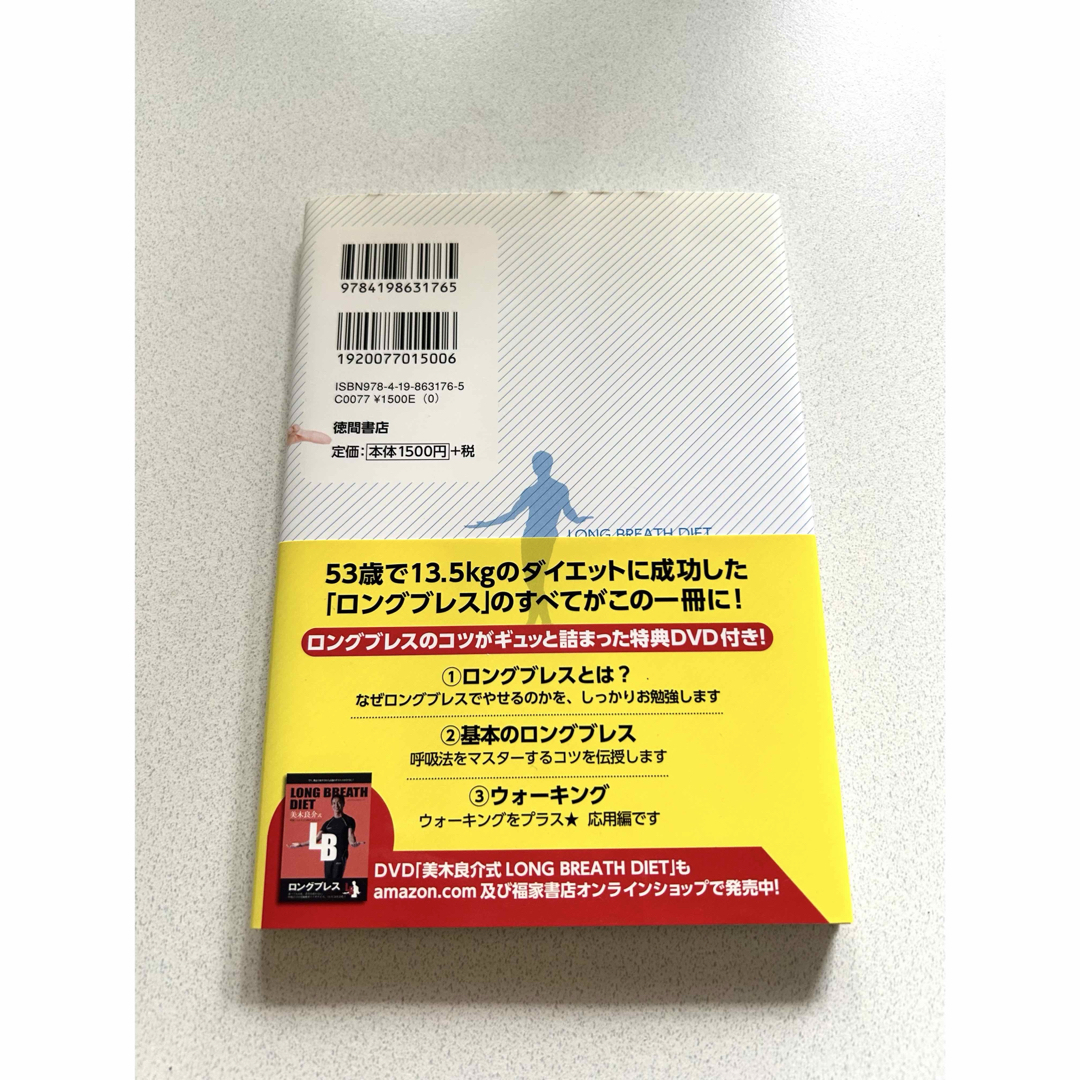 9784198631765
1920077015006
ISBN978-4-19-863176-5
C0077 ¥1500E (0)
徳間書店
定価：本体1500円+税
LONG BREATH DIET
53歳で13.5kgのダイエットに成功した
「ロングブレス」のすべてがこの一冊に！
ロングブレスのコツがギュッと詰まった特典DVD付き！
①ロングブレスとは？
なぜロングブレスでやせるのかを、しっかりお勉強します
②基本のロングブレス
呼吸法をマスターするコツを伝授します
③ウォーキング
ウォーキングをプラス★ 応用編です
LONG BREATH
DIET
美木良介式
LB
ロングブレス
DVD「美木良介式 LONG BREATH DIET」も
amazon.com 及び福家書店オンラインショップで発売中！